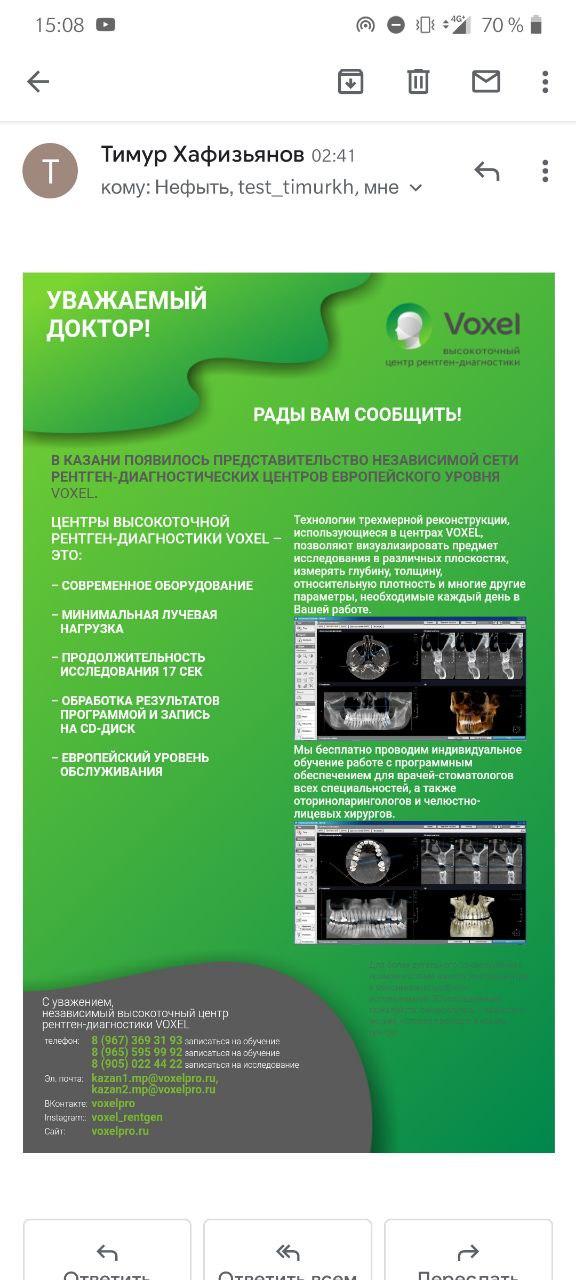 15:08
4G+
70 %
Т
Тимур Хафизьянов 02:41
кому: Нефыть, test_timurkh, мне
УВАЖАЕМЫЙ
ДОКТОР!
Voxel
высокоточный
центр рентген-диагностики
РАДЫ ВАМ СООБЩИТЬ!
В КАЗАНИ ПОЯВИЛОСЬ ПРЕДСТАВИТЕЛЬСТВО НЕЗАВИСИМОЙ СЕТИ
РЕНТГЕН-ДИАГНОСТИЧЕСКИХ ЦЕНТРОВ ЕВРОПЕЙСКОГО УРОВНЯ
VOXEL.
ЦЕНТРЫ ВЫСОКОТОЧНОЙ
РЕНТГЕН-ДИАГНОСТИКИ VOXEL –
ЭТО:
– СОВРЕМЕННОЕ ОБОРУДОВАНИЕ
– МИНИМАЛЬНАЯ ЛУЧЕВАЯ
НАГРУЗКА
– ПРОДОЛЖИТЕЛЬНОСТЬ
ИССЛЕДОВАНИЯ 17 СЕК
– ОБРАБОТКА РЕЗУЛЬТАТОВ
ПРОГРАММОЙ И ЗАПИСЬ
НА CD-ДИСК
– ЕВРОПЕЙСКИЙ УРОВЕНЬ
ОБСЛУЖИВАНИЯ
Технологии трехмерной реконструкции,
использующиеся в центрах VOXEL,
позволяют визуализировать предмет
исследования в различных плоскостях,
измерять глубину, толщину,
относительную плотность и многие другие
параметры, необходимые каждый день в
Вашей работе.
Мы бесплатно проводим индивидуальное
обучение работе с программным
обеспечением для врачей-стоматологов
всех специальностей, а также
оториноларингологов и челюстно-
лицевых хирургов.
С уважением,
независимый высокоточный центр
рентген-диагностики VOXEL
телефон: 8 (967) 369 31 93 записаться на обучение
8 (965) 595 99 92 записаться на обучение
8 (905) 022 44 22 записаться на исследование
Эл. почта: kazan1.mp@voxelpro.ru,
kazan2.mp@voxelpro.ru
ВКонтакте: voxelpro
Instagram:: voxel_rentgen
Сайт: voxelpro.ru
Ответить
Ответить всем
Переслать